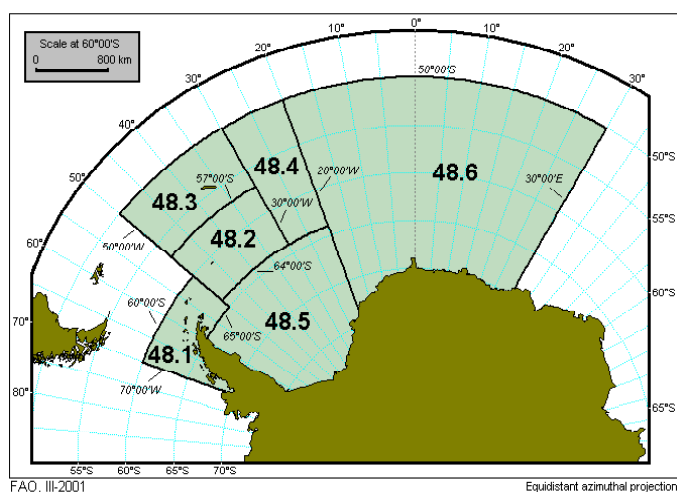 Scale at 60°00'S
0 800 km
0°
10°
10°
20°
20°
30°
30°
40°
50°
60°
70°
80°
50°00'S
50°S
55°S
60°S
65°S
48.4
20°00'W
48.6
30°00'E
57°00'S
48.3
30°00'W
50°00'W
48.2
64°00'S
60°00'S
65°00'S
48.5
48.1
70°00'W
55°S 60°S 65°S 70°S
FAO. III-2001
Equidistant azimuthal projection